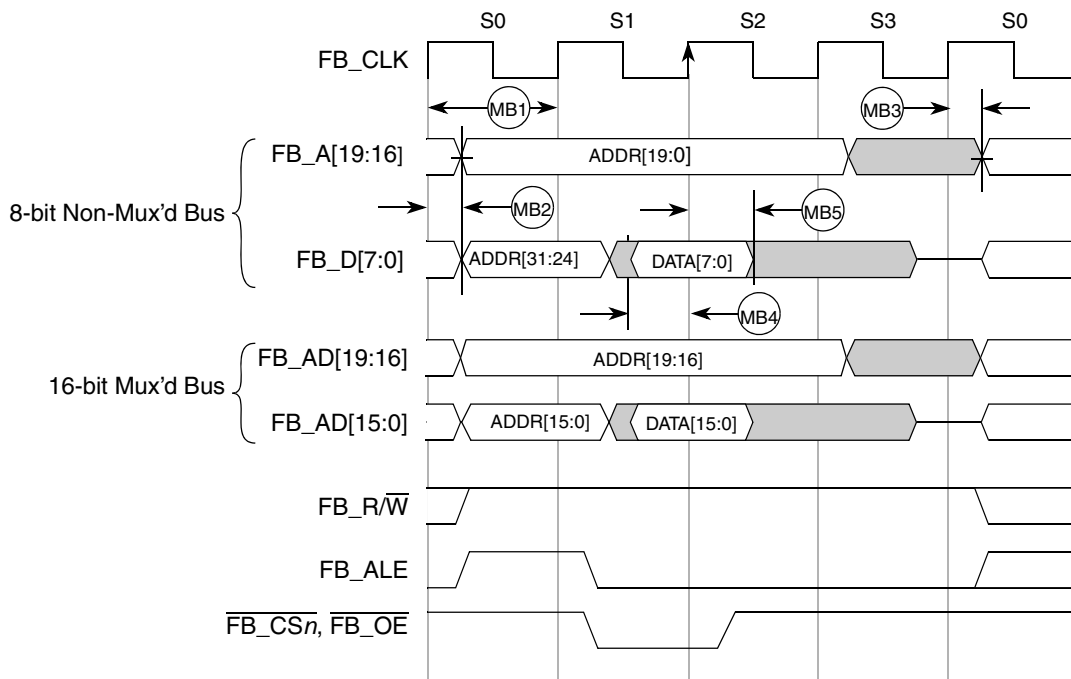 S0 S1 S2 S3 S0
FB_CLK
MB1 MB3
FB_A[19:16] ADDR[19:0]
8-bit Non-Mux'd Bus
MB2 MB5
FB_D[7:0] ADDR[31:24] DATA[7:0]
MB4
FB_AD[19:16] ADDR[19:16]
16-bit Mux'd Bus
FB_AD[15:0] ADDR[15:0] DATA[15:0]
FB_R/W̅
FB_ALE
F̅B̅_̅C̅S̅n̅, F̅B̅_̅O̅E̅